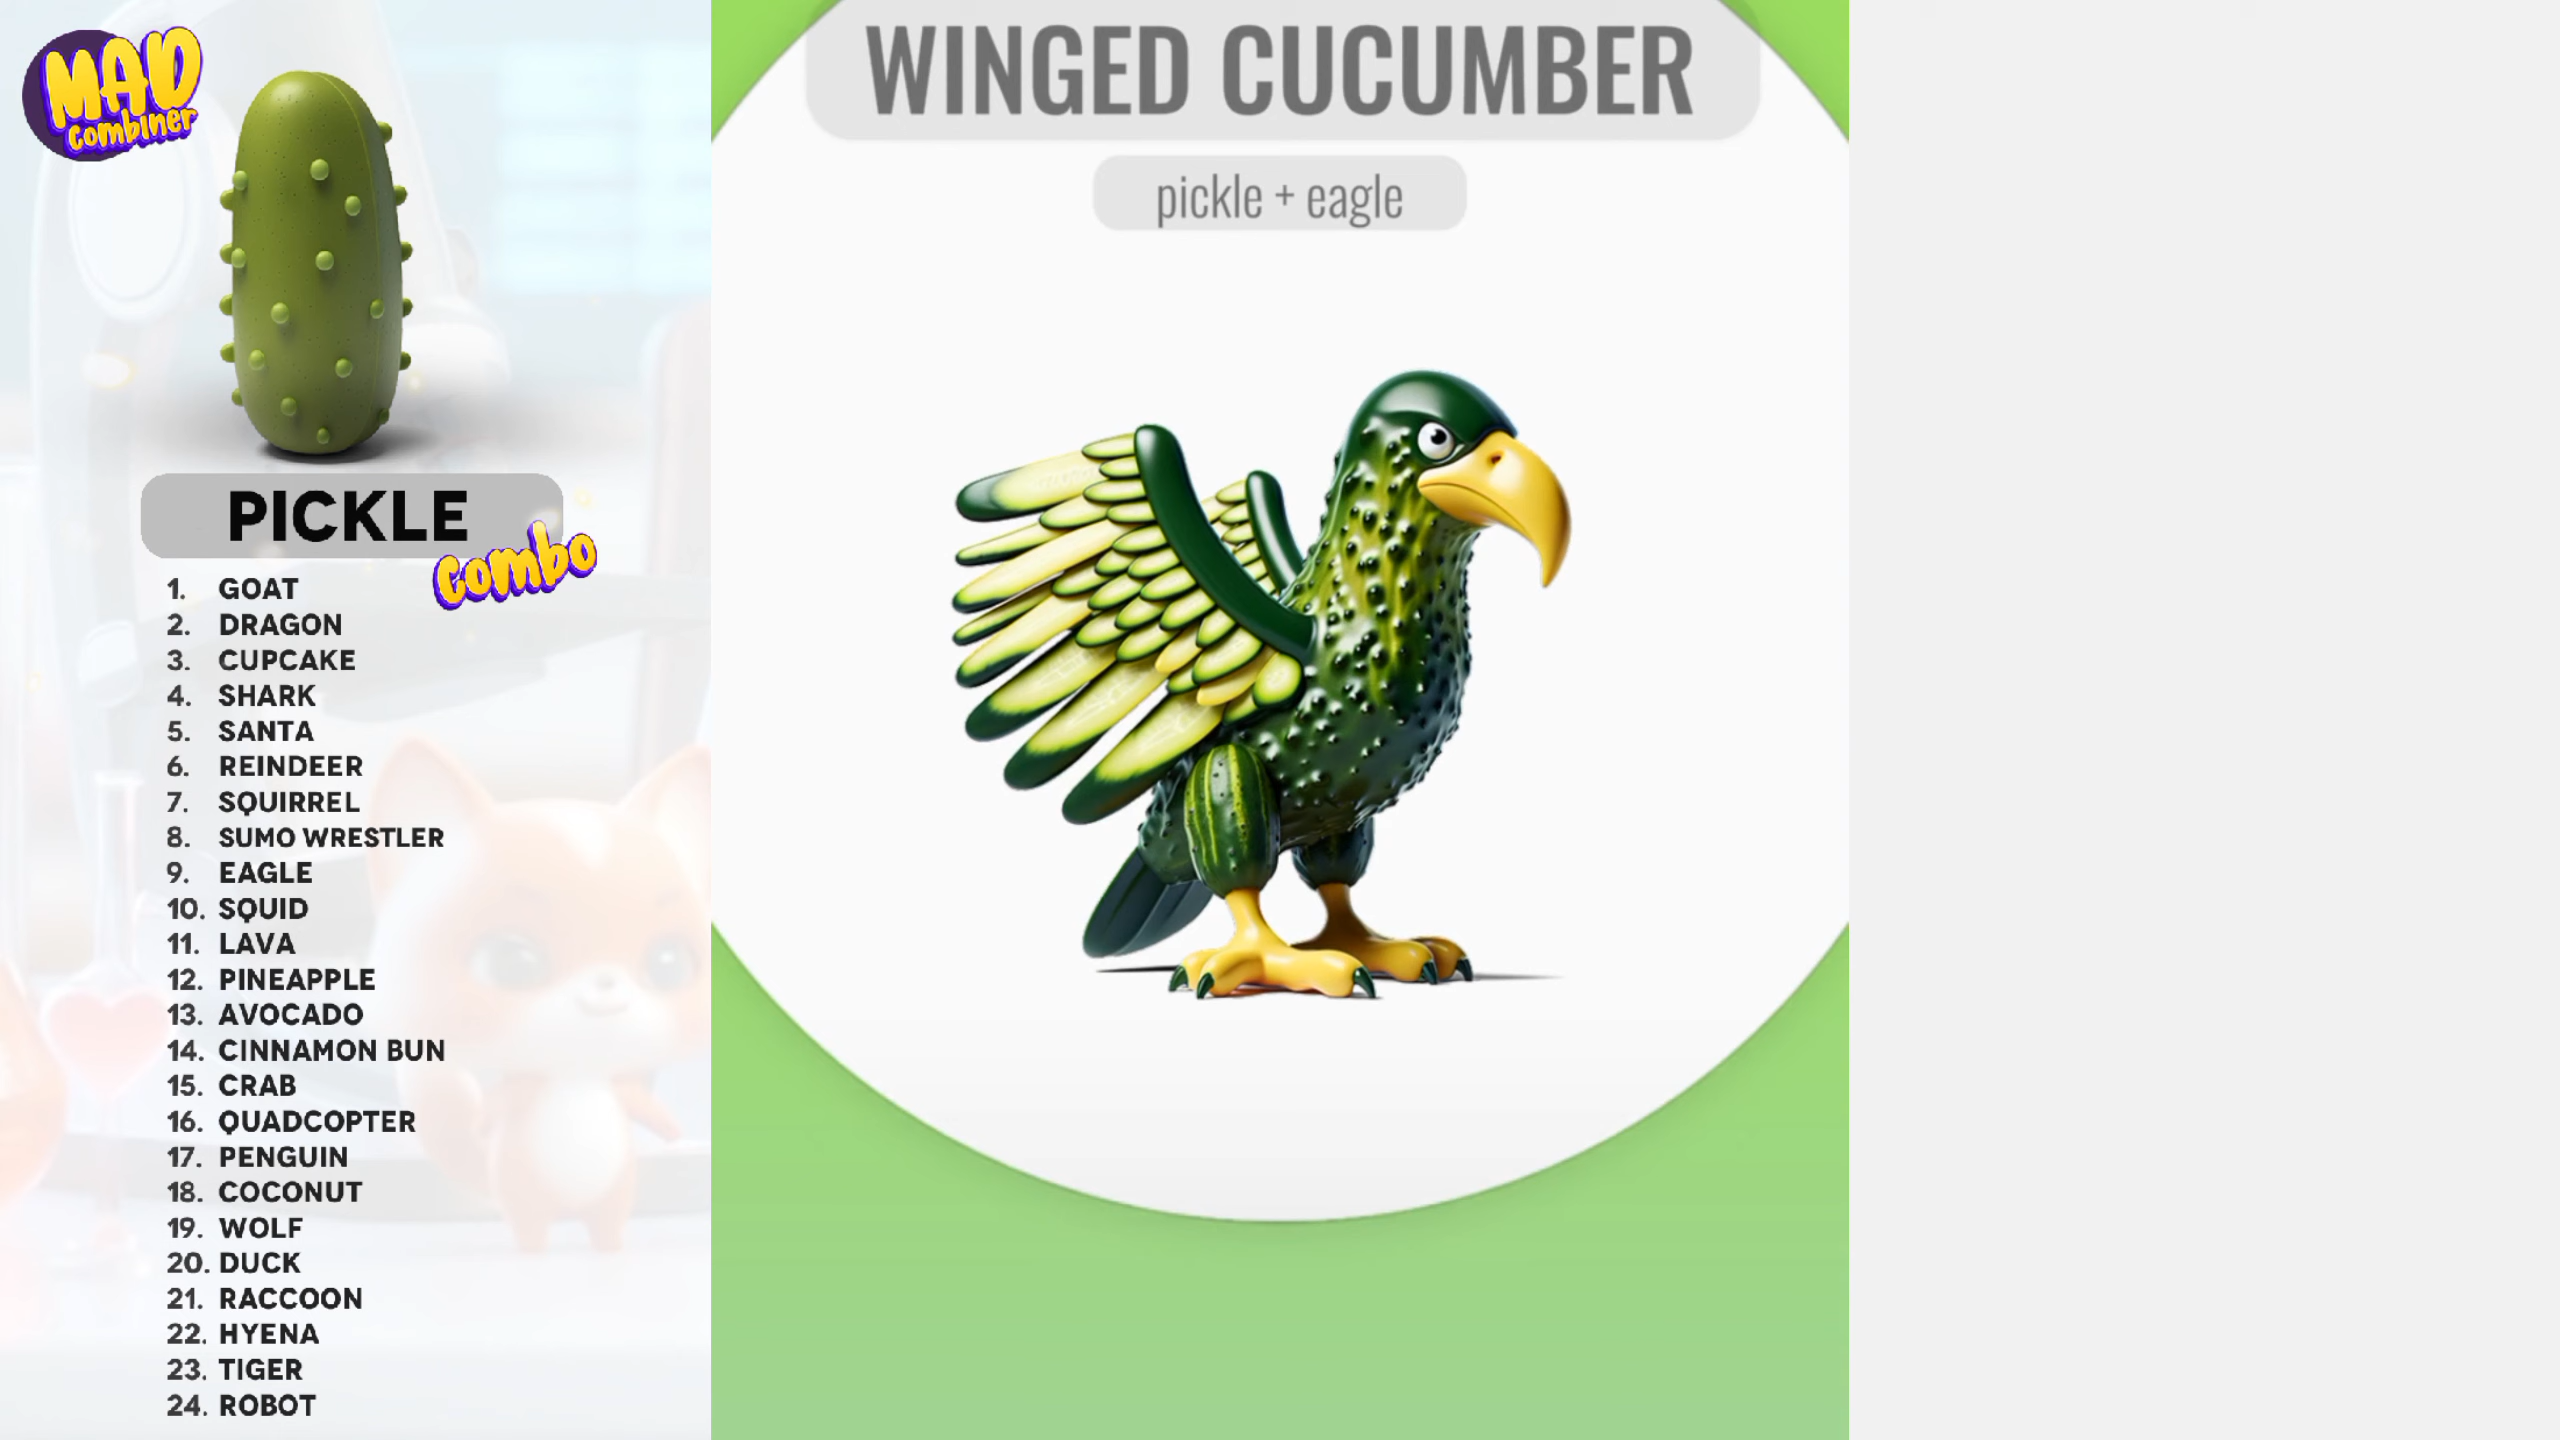 MAD
Combiner
PICKLE
Combo
1. GOAT
2. DRAGON
3. CUPCAKE
4. SHARK
5. SANTA
6. REINDEER
7. SQUIRREL
8. SUMO WRESTLER
9. EAGLE
10. SQUID
11. LAVA
12. PINEAPPLE
13. AVOCADO
14. CINNAMON BUN
15. CRAB
16. QUADCOPTER
17. PENGUIN
18. COCONUT
19. WOLF
20. DUCK
21. RACCOON
22. HYENA
23. TIGER
24. ROBOT
WINGED CUCUMBER
pickle + eagle